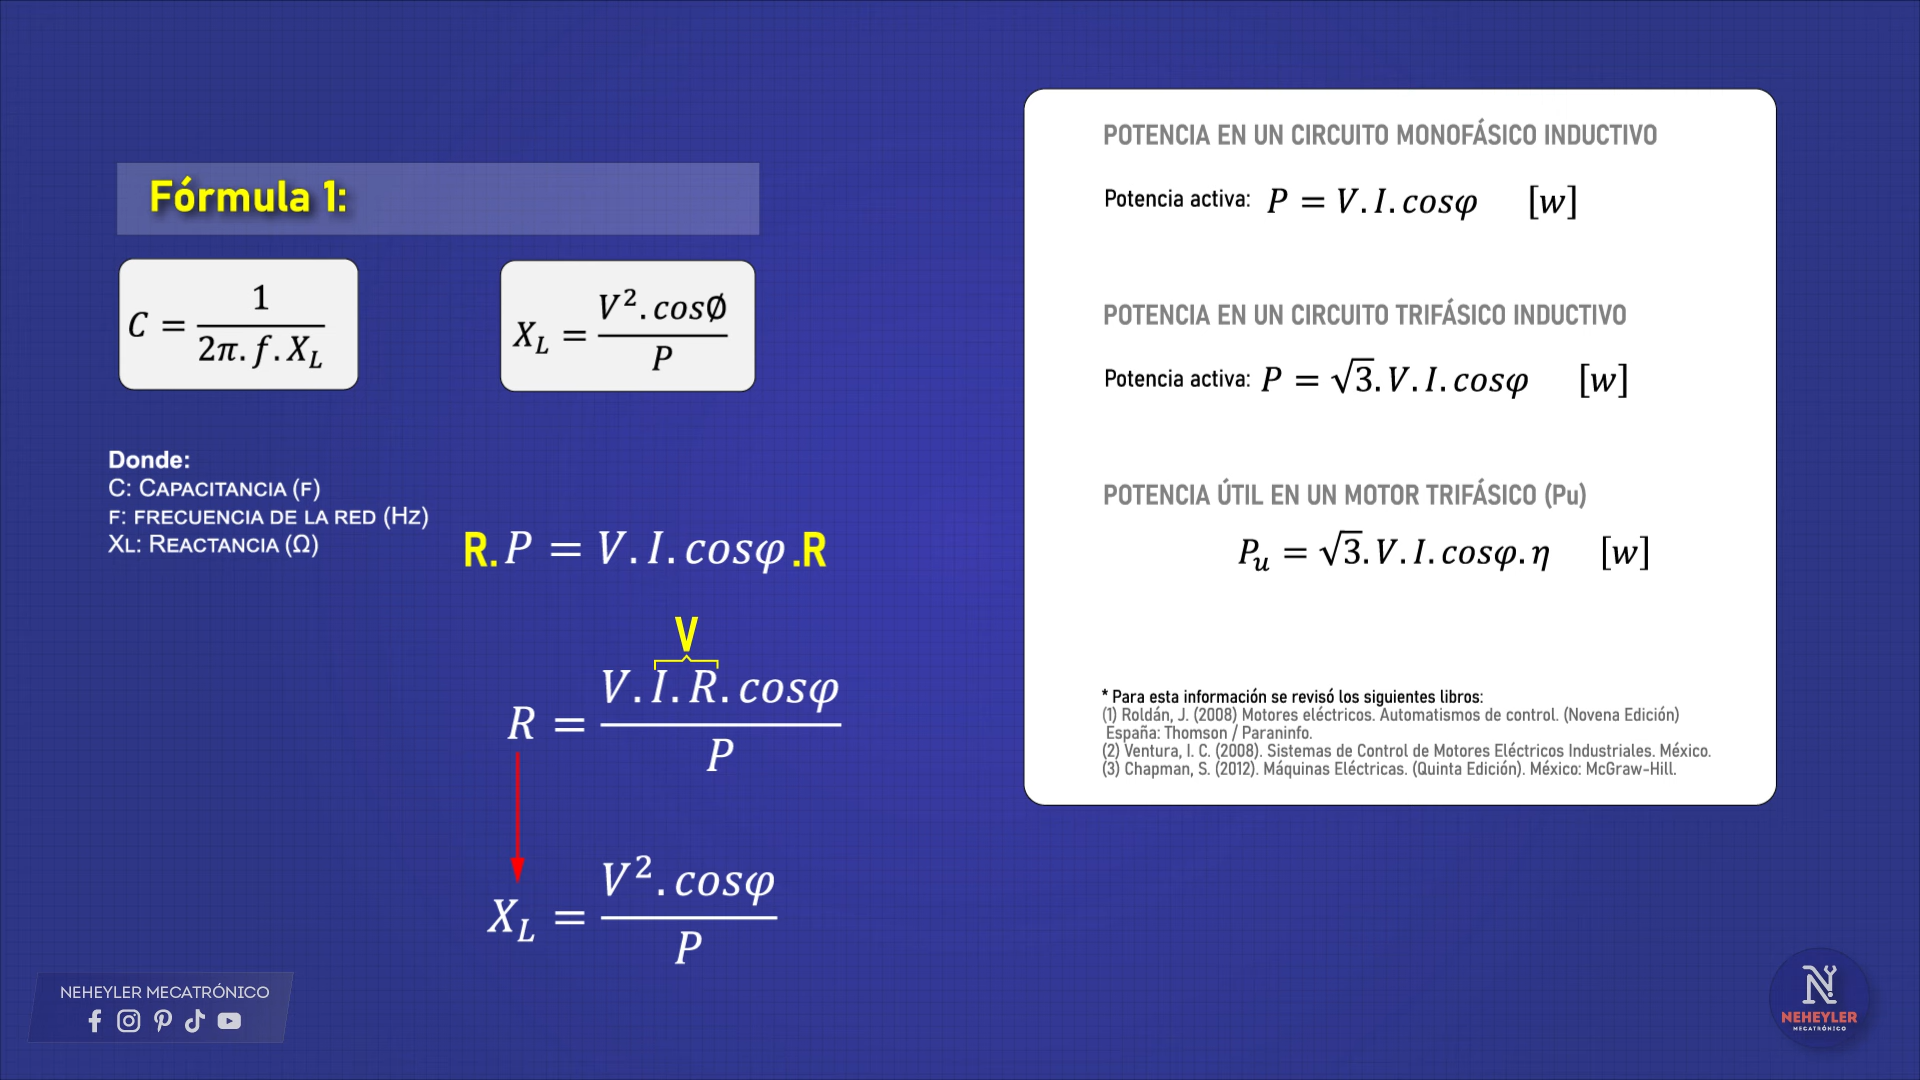 Fórmula 1:
C = 1 / 2π. f. X_L
X_L = V². cosØ / P
Donde:
C: CAPACITANCIA (F)
F: FRECUENCIA DE LA RED (HZ)
XL: REACTANCIA (Ω)
R. P = V. I. cosφ .R
V
R = V. I. R. cosφ / P
X_L = V². cosφ / P
POTENCIA EN UN CIRCUITO MONOFÁSICO INDUCTIVO
Potencia activa: P = V. I. cosφ [w]
POTENCIA EN UN CIRCUITO TRIFÁSICO INDUCTIVO
Potencia activa: P = √3. V. I. cosφ [w]
POTENCIA ÚTIL EN UN MOTOR TRIFÁSICO (Pu)
P_u = √3. V. I. cosφ. η [w]
* Para esta información se revisó los siguientes libros:
(1) Roldán, J. (2008) Motores eléctricos. Automatismos de control. (Novena Edición)
España: Thomson / Paraninfo.
(2) Ventura, I. C. (2008). Sistemas de Control de Motores Eléctricos Industriales. México.
(3) Chapman, S. (2012). Máquinas Eléctricas. (Quinta Edición). México: McGraw-Hill.
NEHEYLER MECATRÓNICO
N
NEHEYLER
MECATRÓNICO